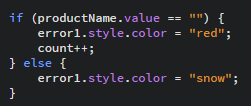 if (productName.value == "") {
error1.style.color = "red";
count++;
} else {
error1.style.color = "snow";
}